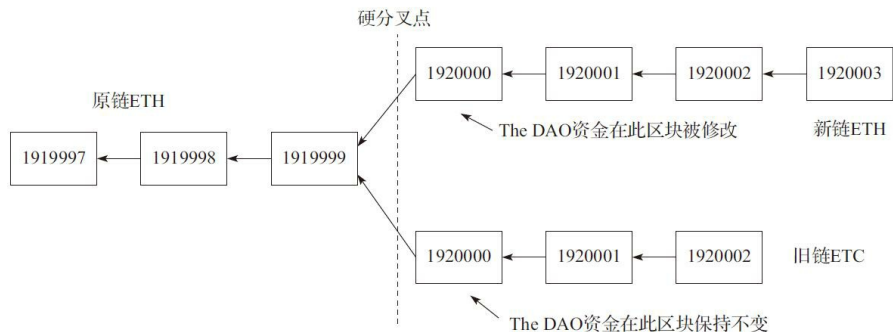 硬分叉点
1920000 1920001 1920002 1920003
原链ETH
The DAO资金在此区块被修改 新链ETH
1919997 1919998 1919999
1920000 1920001 1920002 旧链ETC
The DAO资金在此区块保持不变